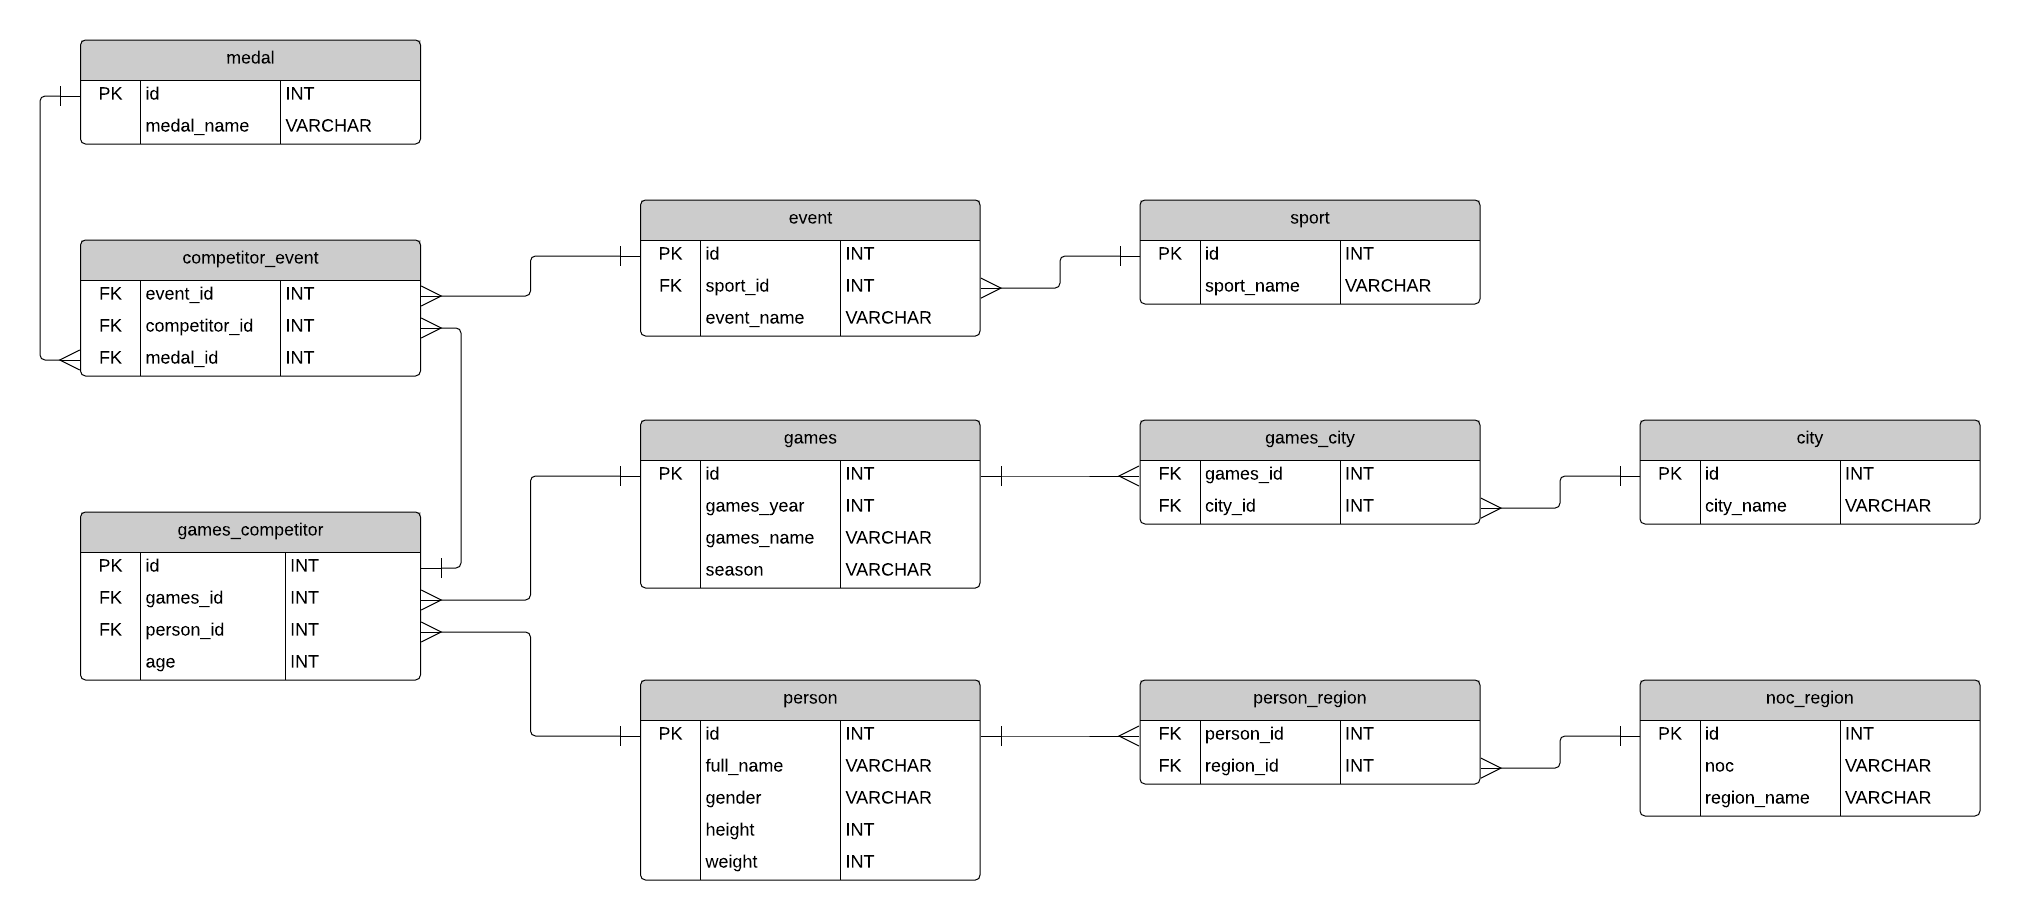 medal
PK id INT
medal_name VARCHAR
competitor_event
FK event_id INT
FK competitor_id INT
FK medal_id INT
event
PK id INT
FK sport_id INT
event_name VARCHAR
sport
PK id INT
sport_name VARCHAR
games_competitor
PK id INT
FK games_id INT
FK person_id INT
age INT
games
PK id INT
games_year INT
games_name VARCHAR
season VARCHAR
games_city
FK games_id INT
FK city_id INT
city
PK id INT
city_name VARCHAR
person
PK id INT
full_name VARCHAR
gender VARCHAR
height INT
weight INT
person_region
FK person_id INT
FK region_id INT
noc_region
PK id INT
noc VARCHAR
region_name VARCHAR